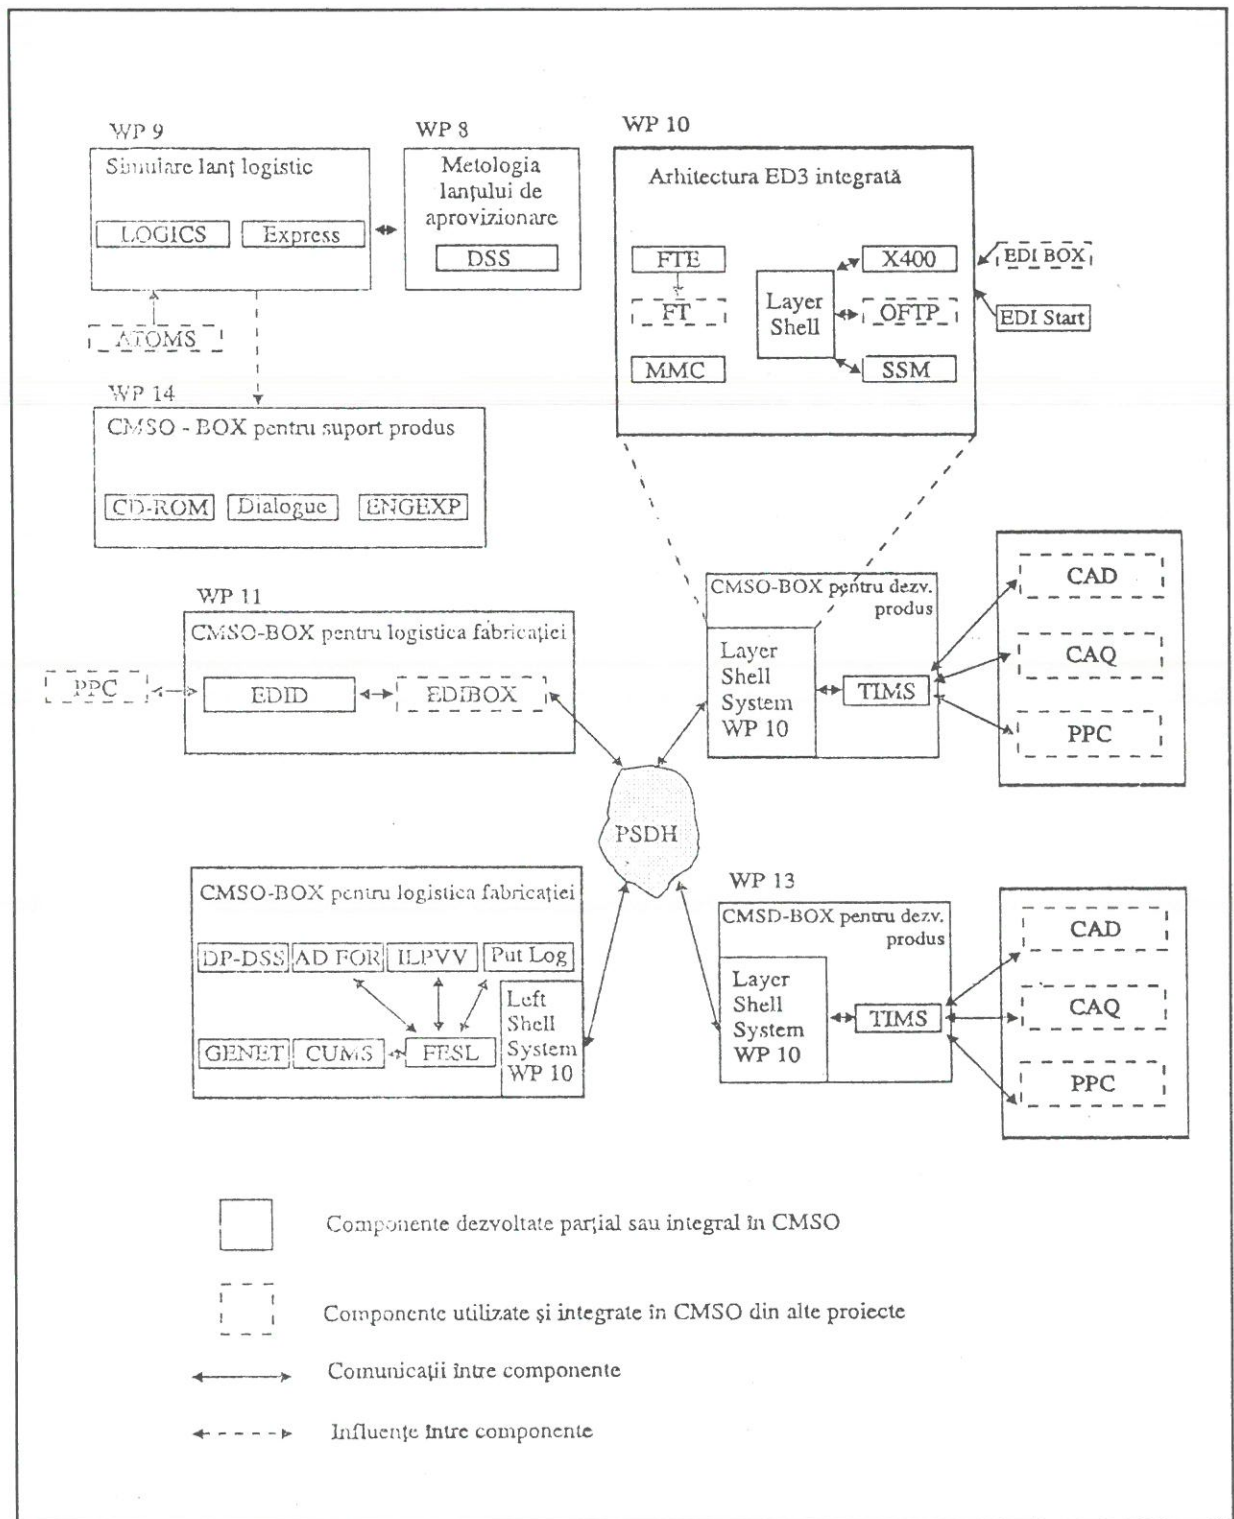 WP 9
Simulare lanţ logistic
LOGICS
Express
ATOMS
WP 8
Metologia
lanţului de
aprovizionare
DSS
WP 10
Arhitectura ED3 integrată
FTE
FT
MMC
Layer
Shell
X400
OFTP
SSM
EDI BOX
EDI Start
WP 14
CMSO - BOX pentru suport produs
CD-ROM
Dialogue
ENGEXP
WP 11
CMSO-BOX pentru logistica fabricaţiei
PPC
EDID
EDIBOX
CMSO-BOX pentru dezv.
produs
Layer
Shell
System
WP 10
TIMS
CAD
CAQ
PPC
PSDH
CMSO-BOX pentru logistica fabricaţiei
DP-DSS
AD FOR
ILPVV
Put Log
GENET
CUMS
FESL
Left
Shell
System
WP 10
WP 13
CMSD-BOX pentru dezv.
produs
Layer
Shell
System
WP 10
TIMS
CAD
CAQ
PPC
Componente dezvoltate parţial sau integral în CMSO
Componente utilizate şi integrate în CMSO din alte proiecte
Comunicaţii între componente
Influenţe între componente